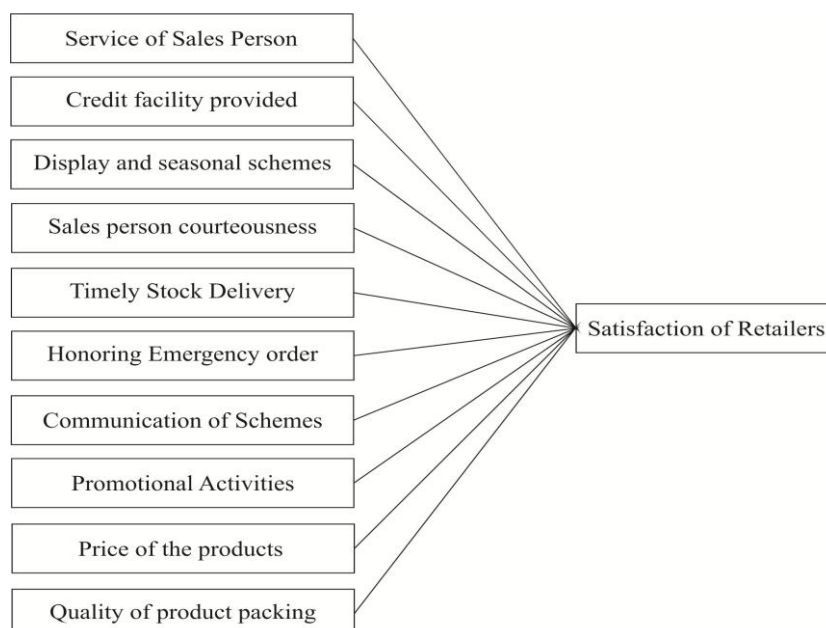 Service of Sales Person
Credit facility provided
Display and seasonal schemes
Sales person courteousness
Timely Stock Delivery
Honoring Emergency order
Communication of Schemes
Promotional Activities
Price of the products
Quality of product packing
Satisfaction of Retailers